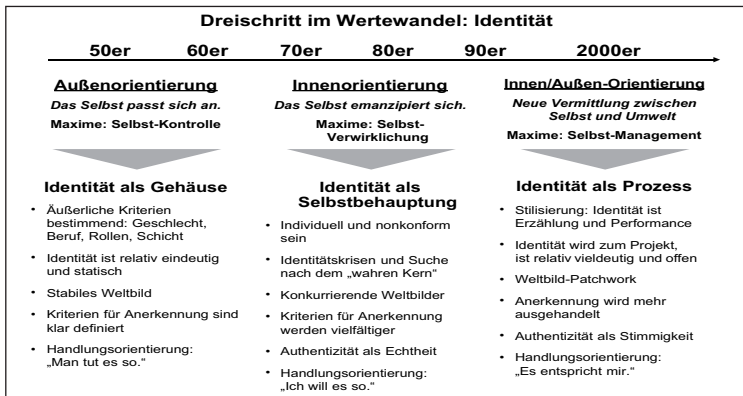 Dreischritt im Wertewandel: Identität
50er 60er 70er 80er 90er 2000er
Außenorientierung
Das Selbst passt sich an.
Maxime: Selbst-Kontrolle
Identität als Gehäuse
• Äußerliche Kriterien
bestimmend: Geschlecht,
Beruf, Rollen, Schicht
• Identität ist relativ eindeutig
und statisch
• Stabiles Weltbild
• Kriterien für Anerkennung sind
klar definiert
• Handlungsorientierung:
„Man tut es so.“
Innenorientierung
Das Selbst emanzipiert sich.
Maxime: Selbst-
Verwirklichung
Identität als
Selbstbehauptung
• Individuell und nonkonform
sein
• Identitätskrisen und Suche
nach dem „wahren Kern“
• Konkurrierende Weltbilder
• Kriterien für Anerkennung
werden vielfältiger
• Authentizität als Echtheit
• Handlungsorientierung:
„Ich will es so.“
Innen/Außen-Orientierung
Neue Vermittlung zwischen
Selbst und Umwelt
Maxime: Selbst-Management
Identität als Prozess
• Stilisierung: Identität ist
Erzählung und Performance
• Identität wird zum Projekt,
ist relativ vieldeutig und offen
• Weltbild-Patchwork
• Anerkennung wird mehr
ausgehandelt
• Authentizität als Stimmigkeit
• Handlungsorientierung:
„Es entspricht mir.“